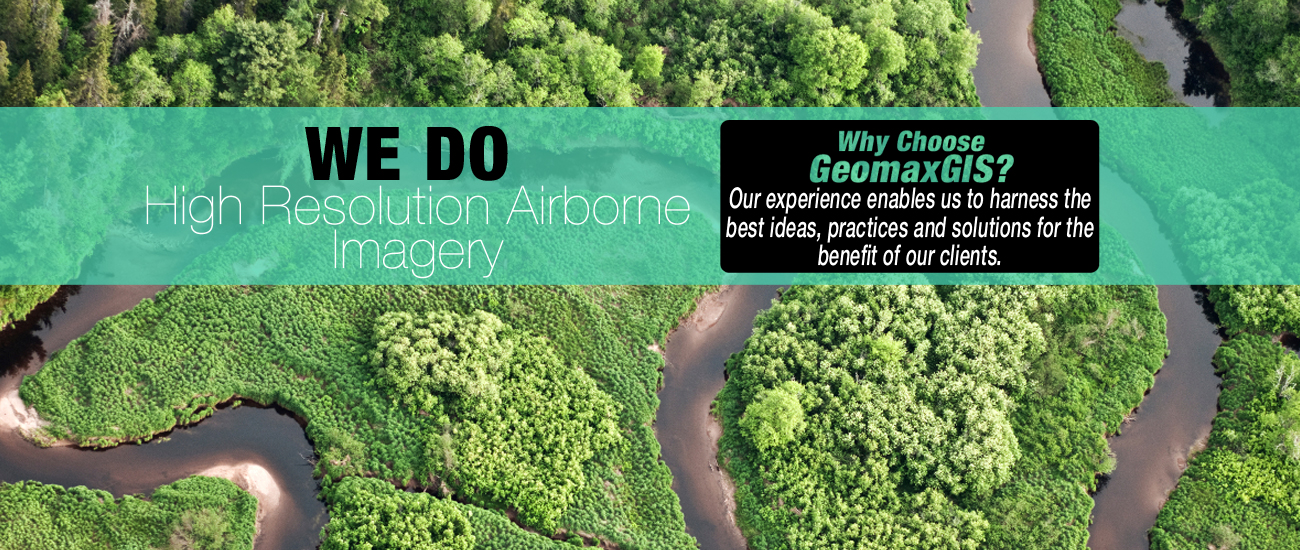 WE DO
High Resolution Airborne
Imagery
Why Choose
GeomaxGIS?
Our experience enables us to harness the
best ideas, practices and solutions for the
benefit of our clients.